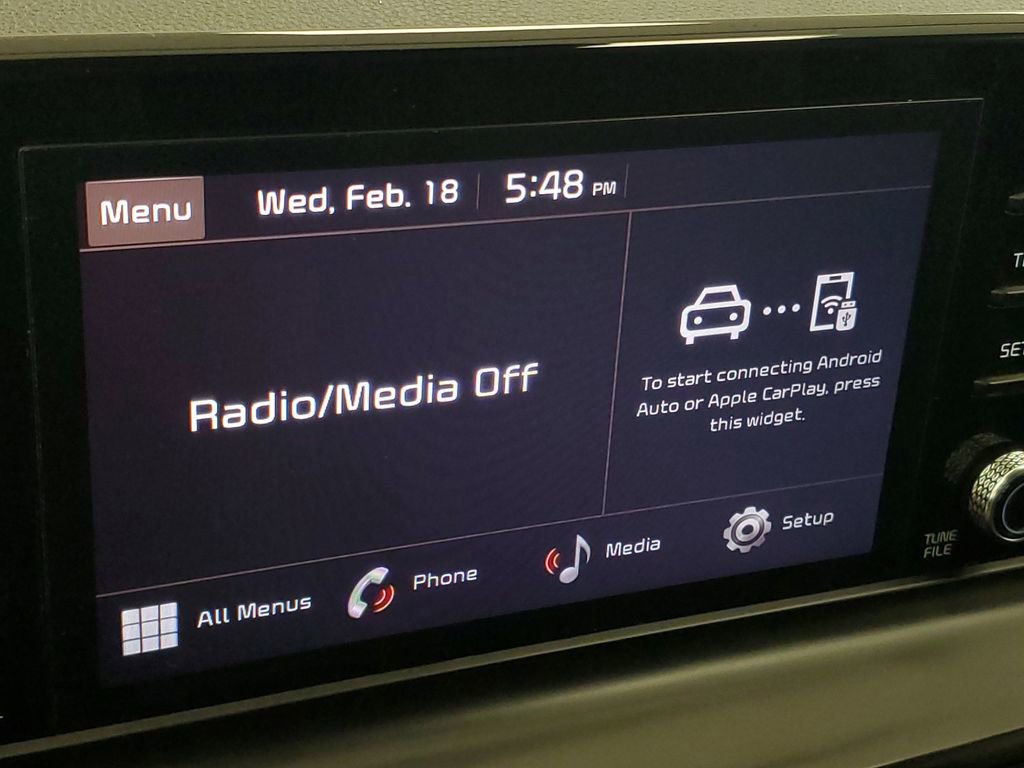 Menu
Wed, Feb. 18
5:48 PM
Radio/Media Off
To start connecting Android
Auto or Apple CarPlay, press
this widget.
All Menus
Phone
Media
Setup
TUNE
FILE